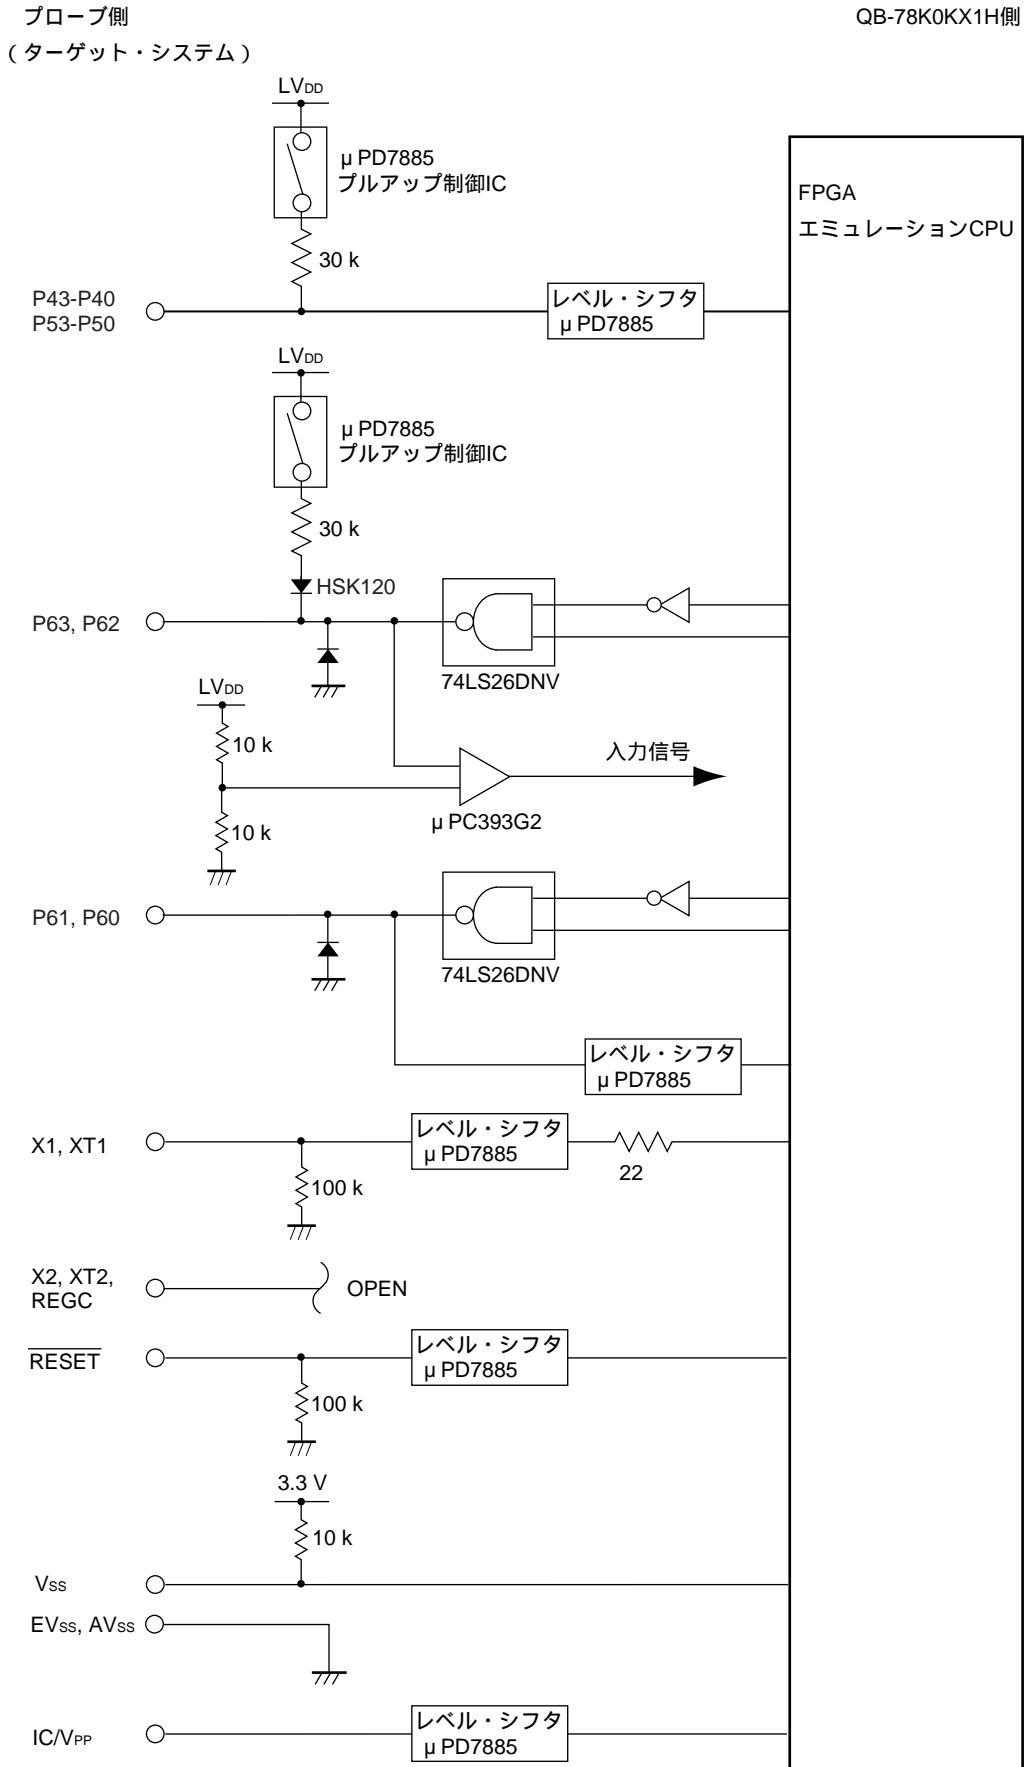 プローブ側
QB-78K0KX1H側
(ターゲット・システム)
LVDD
μPD7885
プルアップ制御IC
30 k
FPGA
エミュレーションCPU
P43-P40
P53-P50
レベル・シフタ
μPD7885
LVDD
μPD7885
プルアップ制御IC
30 k
HSK120
P63, P62
74LS26DNV
LVDD
10 k
入力信号
μPC393G2
10 k
P61, P60
74LS26DNV
レベル・シフタ
μPD7885
X1, XT1
レベル・シフタ
μPD7885
22
100 k
X2, XT2,
REGC
OPEN
RESET
レベル・シフタ
μPD7885
100 k
3.3 V
10 k
VSS
EVSS, AVSS
IC/VPP
レベル・シフタ
μPD7885